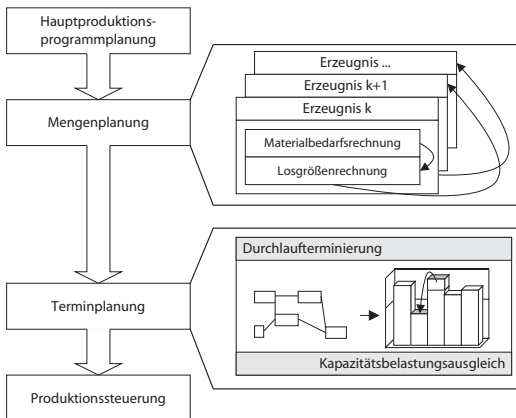 Hauptproduktions-
programmplanung
Mengenplanung
Erzeugnis ...
Erzeugnis k+1
Erzeugnis k
Materialbedarfsrechnung
Losgrößenrechnung
Terminplanung
Durchlaufterminierung
Kapazitätsbelastungsausgleich
Produktionssteuerung